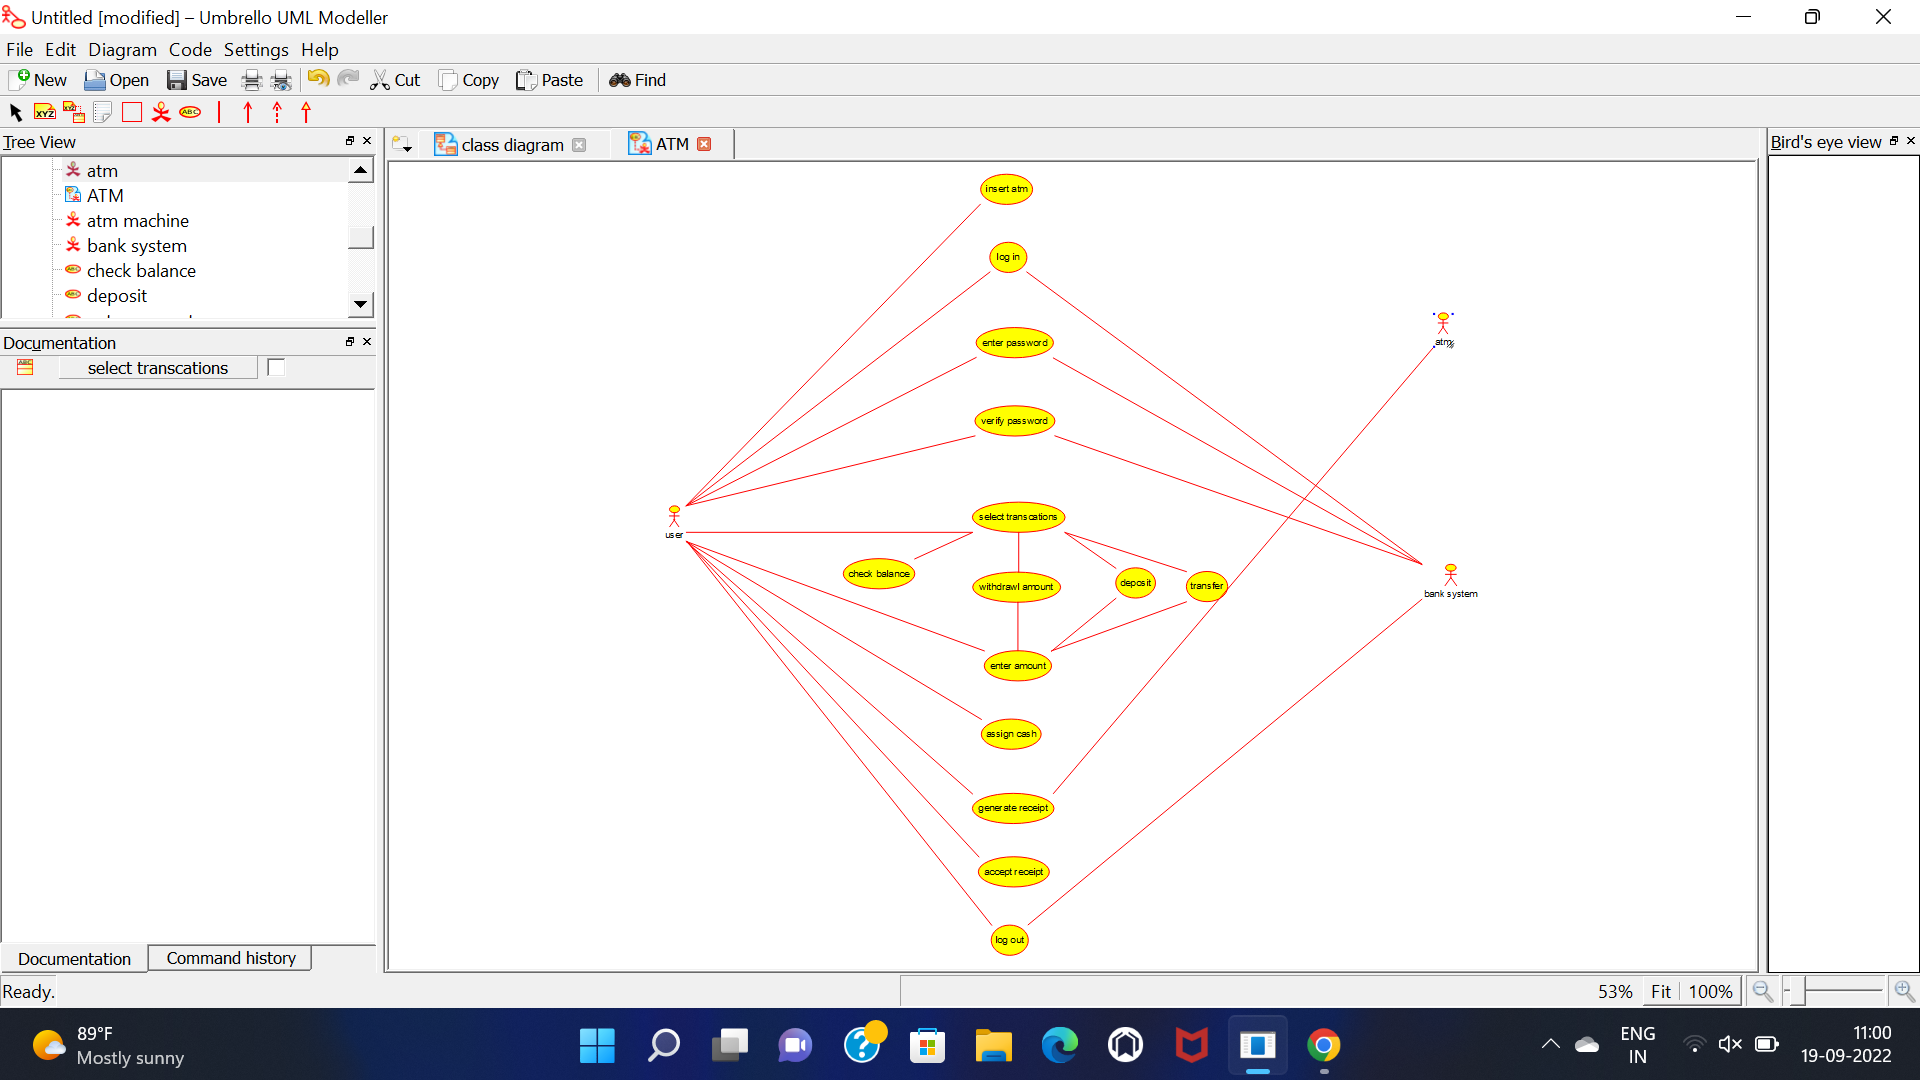 Untitled [modified] – Umbrello UML Modeller
File Edit Diagram Code Settings Help
New Open Save Cut Copy Paste Find
XYZ XYZ ABC
Tree View
atm
ATM
atm machine
bank system
check balance
deposit
Documentation
select transcations
Documentation Command history
Ready.
class diagram ATM
Bird's eye view
insert atm
log in
enter password
verify password
select transcations
check balance
withdrawl amount
deposit
transfer
enter amount
assign cash
generate receipt
accept receipt
log out
user
atm
bank system
53% Fit 100%
89°F
Mostly sunny
ENG
IN
11:00
19-09-2022